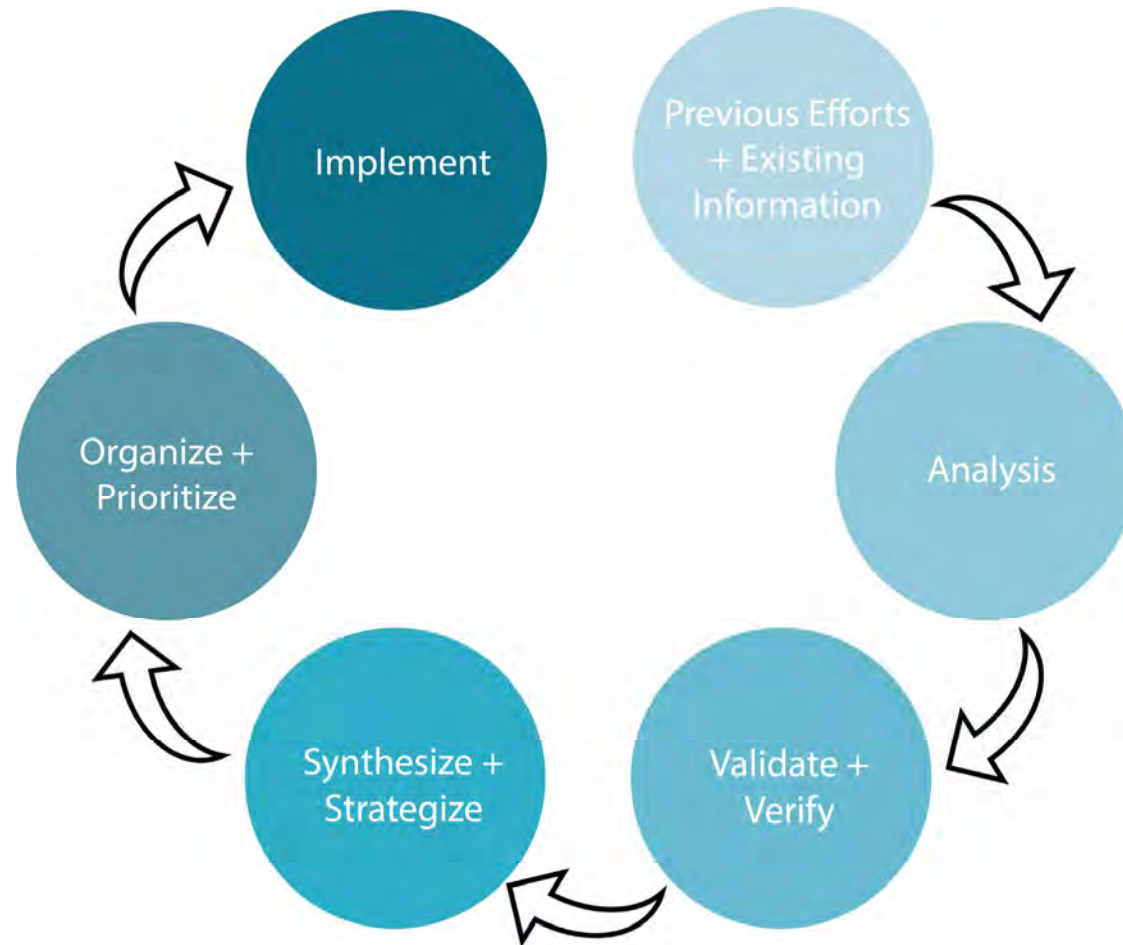 Previous Efforts
+ Existing
Information
Analysis
Validate +
Verify
Synthesize +
Strategize
Organize +
Prioritize
Implement